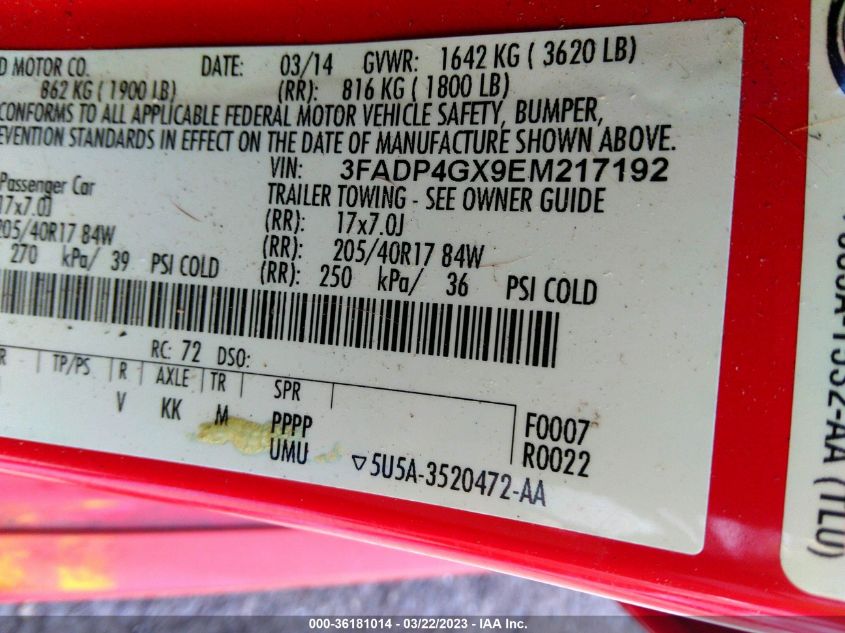 D MOTOR CO. DATE: 03/14 GVWR: 1642 KG ( 3620 LB)
862 KG ( 1900 LB) (RR): 816 KG ( 1800 LB)
CONFORMS TO ALL APPLICABLE FEDERAL MOTOR VEHICLE SAFETY, BUMPER,
EVENTION STANDARDS IN EFFECT ON THE DATE OF MANUFACTURE SHOWN ABOVE.
VIN: 3FADP4GX9EM217192
Passenger Car TRAILER TOWING - SEE OWNER GUIDE
17x7.0J (RR): 17x7.0J
205/40R17 84W (RR): 205/40R17 84W
270 kPa/ 39 PSI COLD (RR): 250 kPa/ 36 PSI COLD
RC: 72 DSO:
R TP/PS R AXLE TR SPR
V KK M PPPP F0007
UMU R0022
▽5U5A-3520472-AA
A-1532-AA (TLU)
000-36181014 - 03/22/2023 - © IAA Inc.